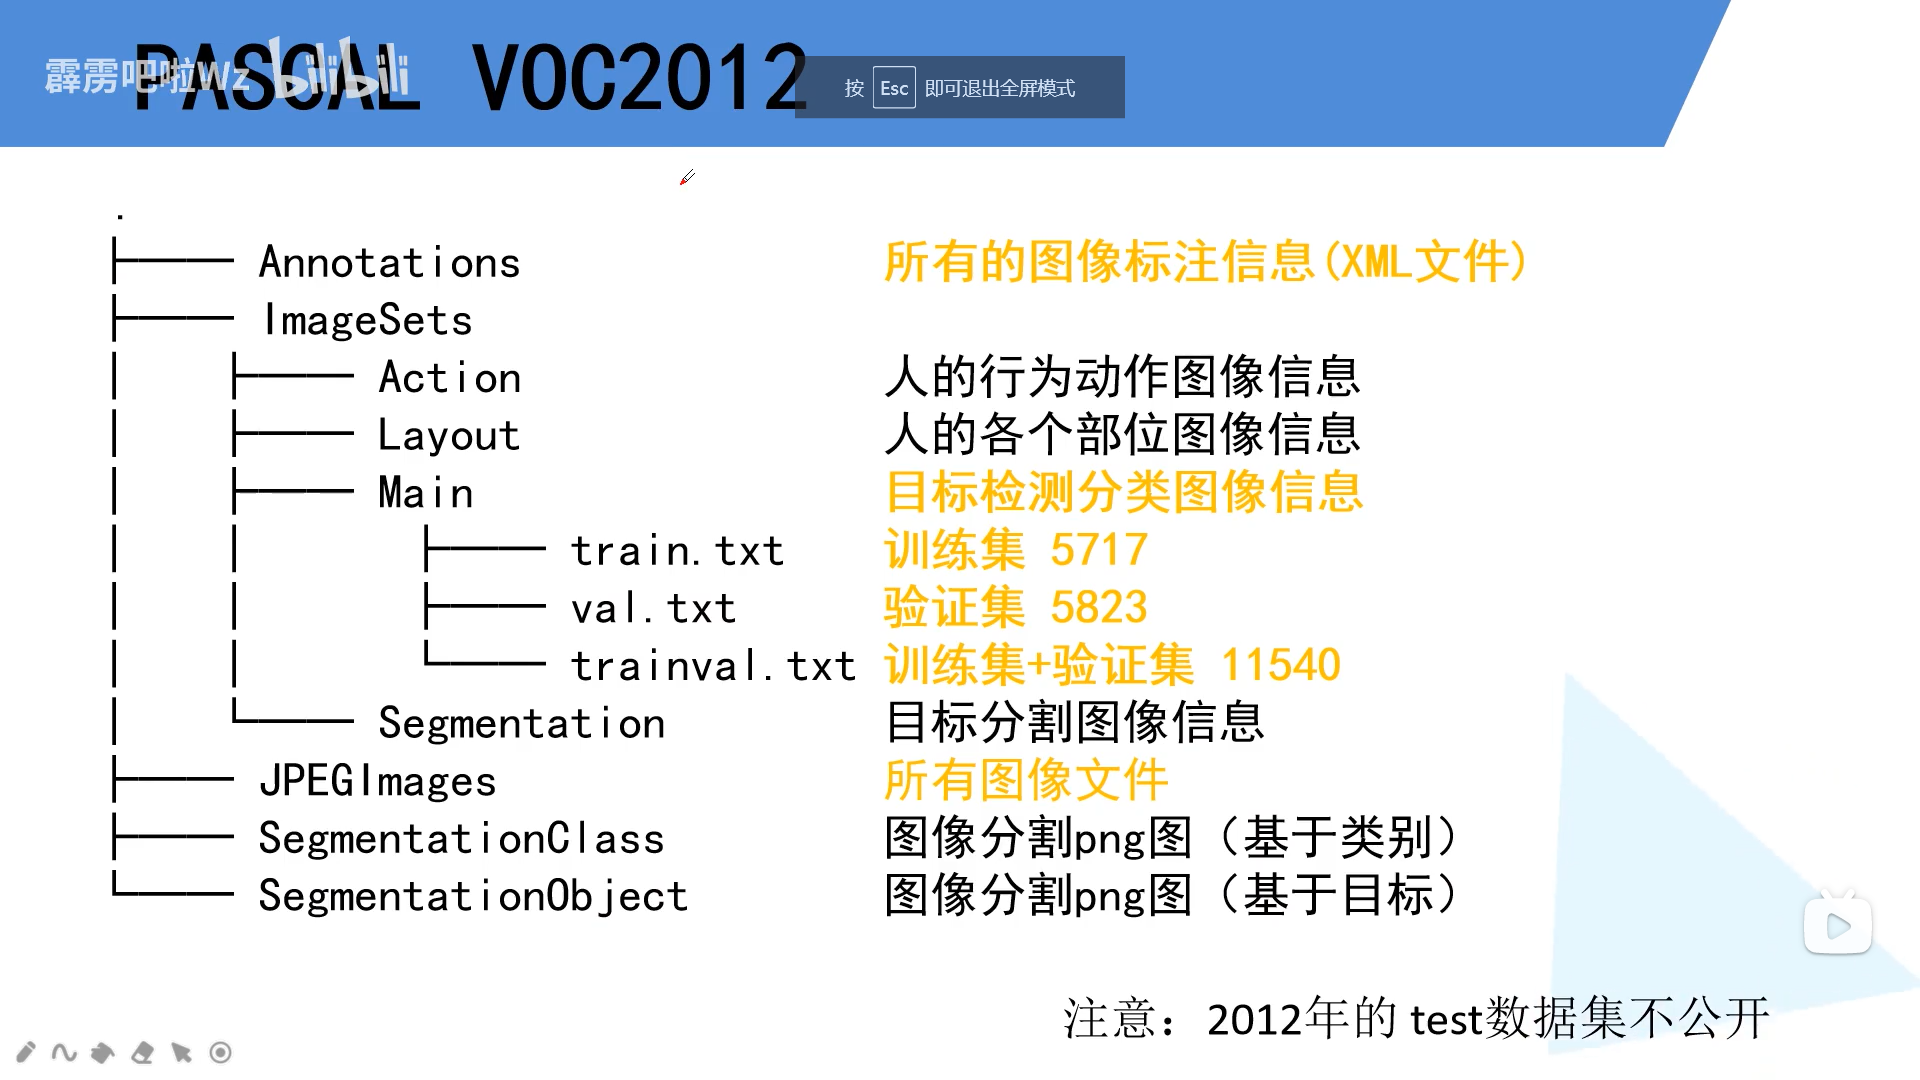 PASCAL VOC2012
霹雳吧啦Wz bilibili
按 Esc 即可退出全屏模式
.
├──── Annotations 所有的图像标注信息(XML文件)
├──── ImageSets
│ ├──── Action 人的行为动作图像信息
│ ├──── Layout 人的各个部位图像信息
│ ├──── Main 目标检测分类图像信息
│ │ ├──── train.txt 训练集 5717
│ │ ├──── val.txt 验证集 5823
│ │ └──── trainval.txt 训练集+验证集 11540
│ └──── Segmentation 目标分割图像信息
├──── JPEGImages 所有图像文件
├──── SegmentationClass 图像分割png图（基于类别）
└──── SegmentationObject 图像分割png图（基于目标）
注意：2012年的 test数据集不公开